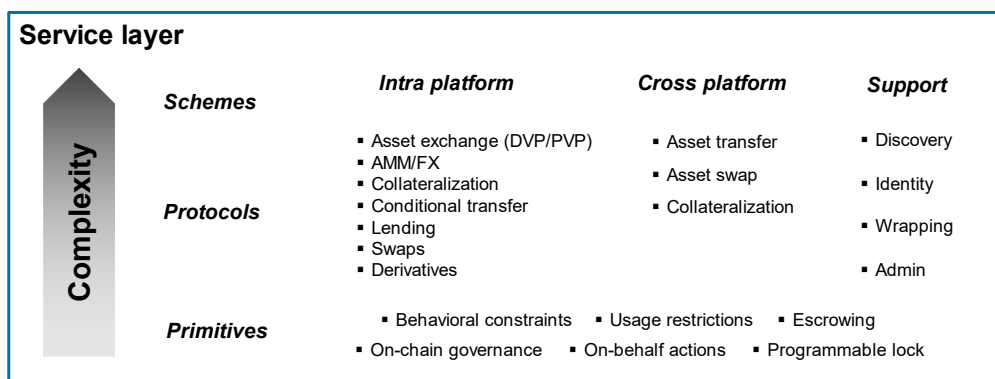 Service layer
Complexity
Schemes
Protocols
Primitives
Intra platform
▪ Asset exchange (DVP/PVP)
▪ AMM/FX
▪ Collateralization
▪ Conditional transfer
▪ Lending
▪ Swaps
▪ Derivatives
Cross platform
▪ Asset transfer
▪ Asset swap
▪ Collateralization
Support
▪ Discovery
▪ Identity
▪ Wrapping
▪ Admin
▪ Behavioral constraints ▪ Usage restrictions ▪ Escrowing
▪ On-chain governance ▪ On-behalf actions ▪ Programmable lock